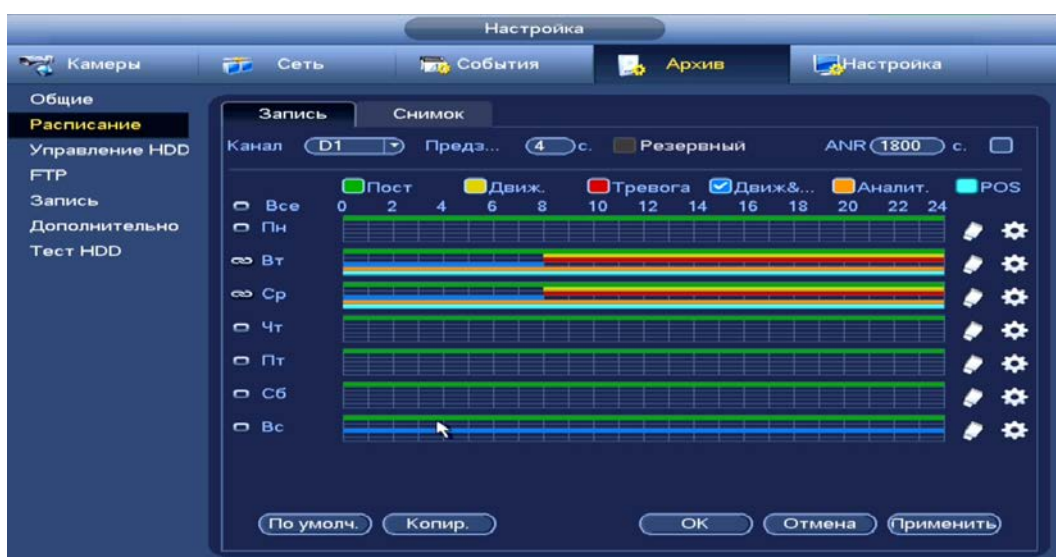 Настройка
Камеры Сеть События Архив Настройка
Общие
Расписание
Управление HDD
FTP
Запись
Дополнительно
Тест HDD
Запись Снимок
Канал D1 Предз... 4 с. Резервный ANR 1800 с.
Пост Движ. Тревога Движ&... Аналит. POS
Все 0 2 4 6 8 10 12 14 16 18 20 22 24
Пн
Вт
Ср
Чт
Пт
Сб
Вс
По умолч. Копир. OK Отмена Применить